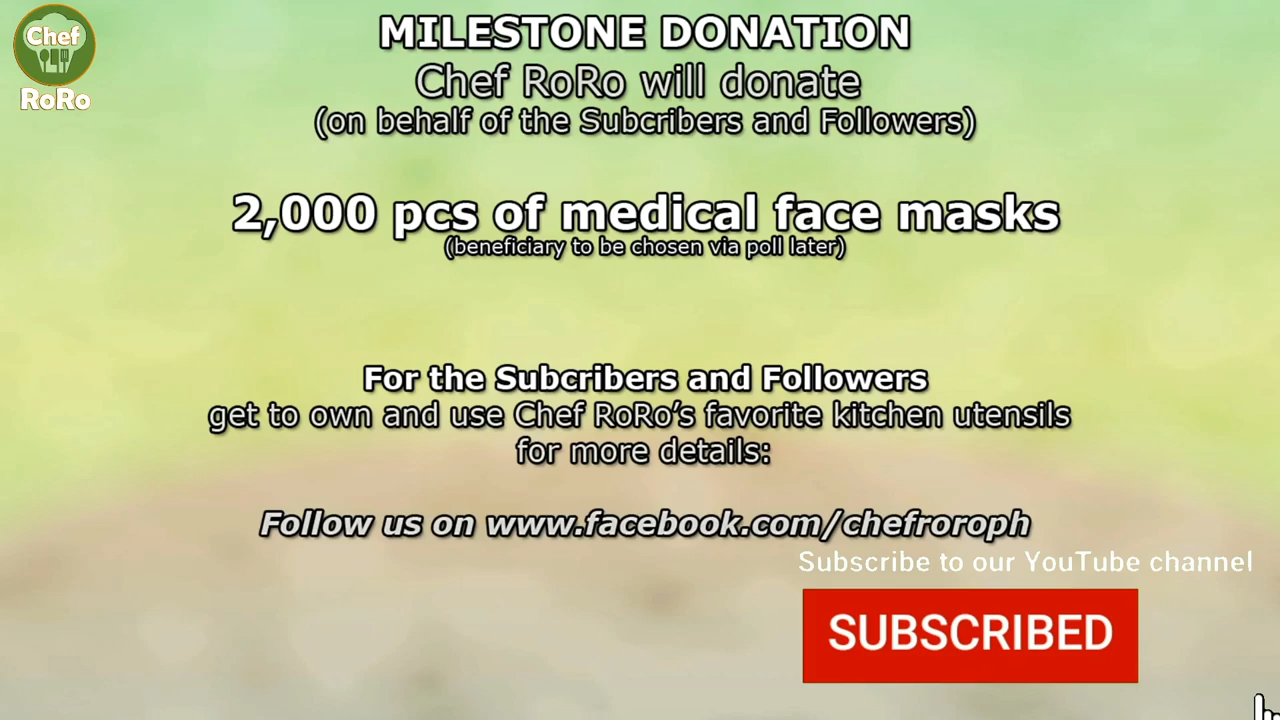 Chef
RoRo
MILESTONE DONATION
Chef RoRo will donate
(on behalf of the Subcribers and Followers)
2,000 pcs of medical face masks
(beneficiary to be chosen via poll later)
For the Subcribers and Followers
get to own and use Chef RoRo's favorite kitchen utensils
for more details:
Follow us on www.facebook.com/chefroroph
Subscribe to our YouTube channel
SUBSCRIBED